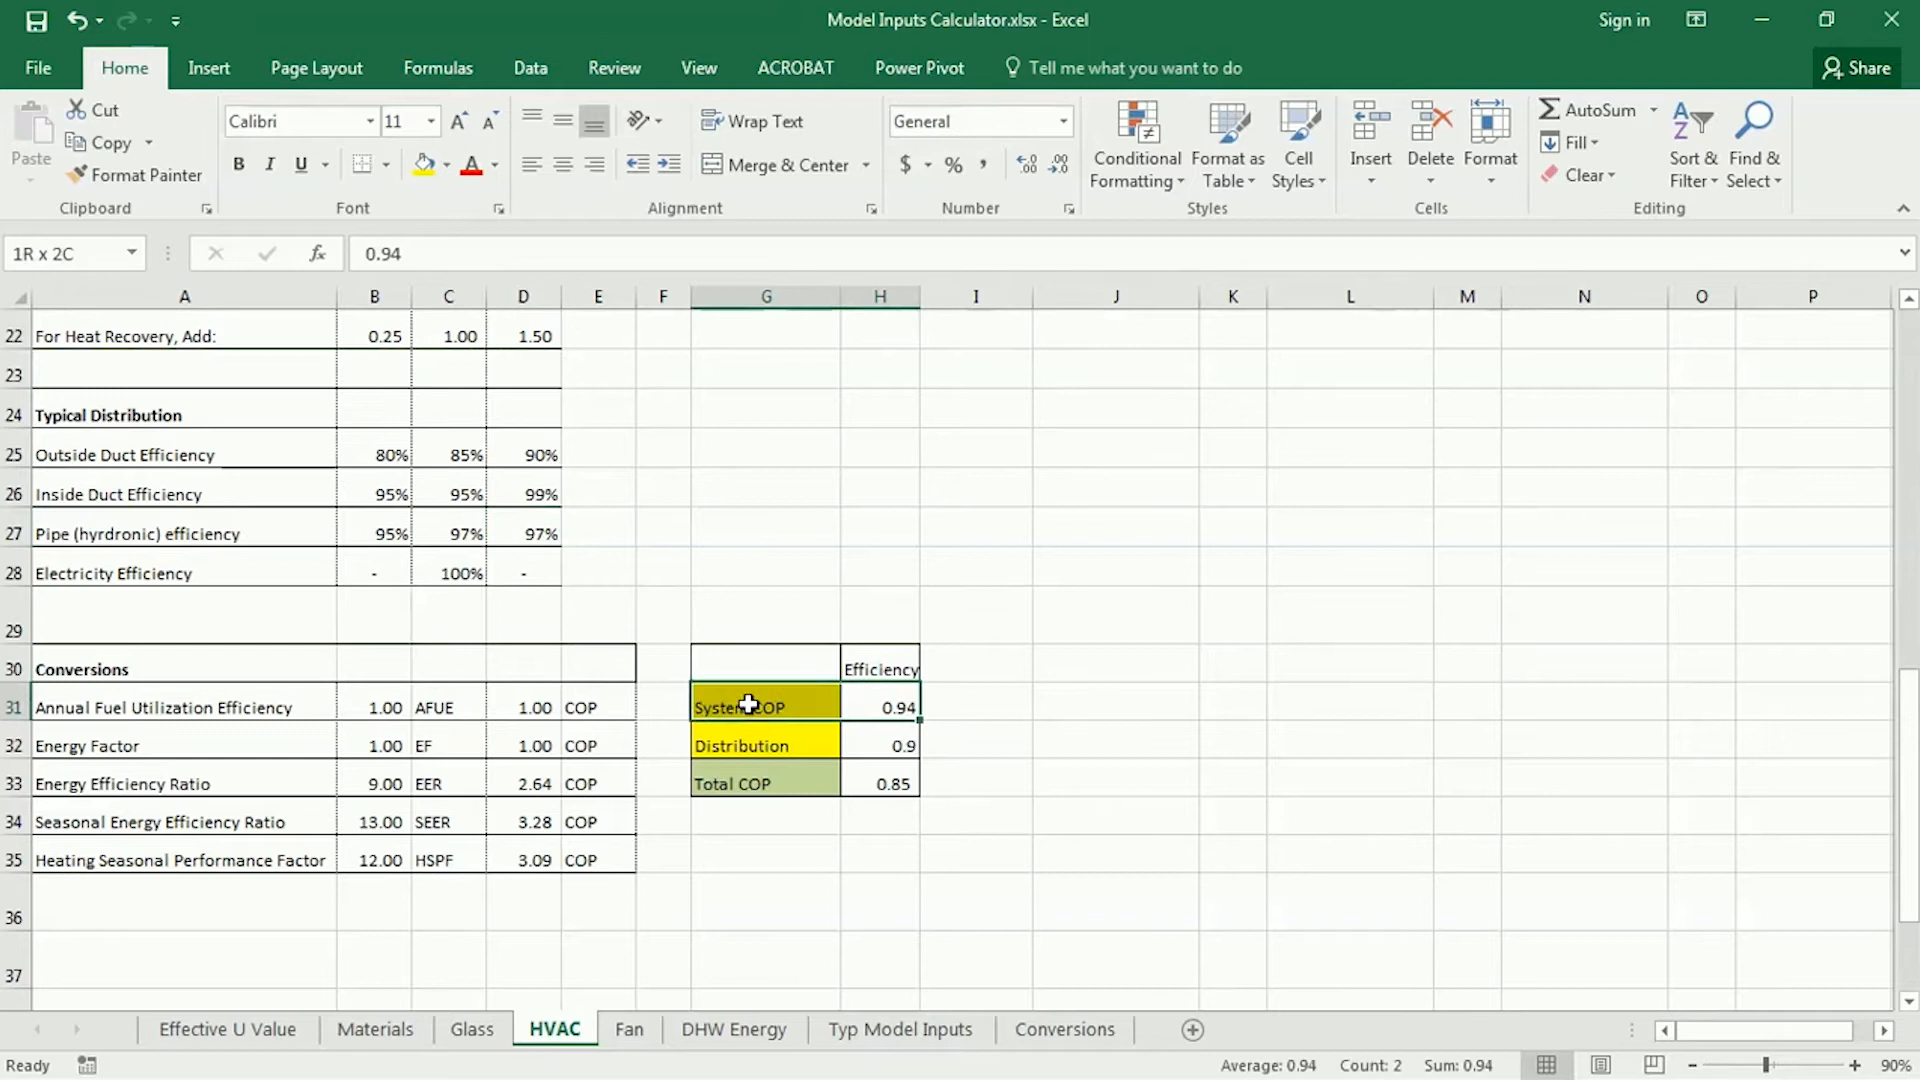 Model Inputs Calculator.xlsx - Excel
Sign in
File Home Insert Page Layout Formulas Data Review View ACROBAT Power Pivot Tell me what you want to do Share
Paste
Cut
Copy
Format Painter
Clipboard
Calibri 11
B I U
Font
Wrap Text
Merge & Center
Alignment
General
$ % ,
Number
Conditional Formatting
Format as Table
Cell Styles
Styles
Insert
Delete
Format
Cells
AutoSum
Fill
Clear
Sort & Filter
Find & Select
Editing
1R x 2C fx 0.94
A B C D E F G H I J K L M N O P
22 For Heat Recovery, Add: 0.25 1.00 1.50
23
24 Typical Distribution
25 Outside Duct Efficiency 80% 85% 90%
26 Inside Duct Efficiency 95% 95% 99%
27 Pipe (hyrdronic) efficiency 95% 97% 97%
28 Electricity Efficiency - 100% -
29
30 Conversions Efficiency
31 Annual Fuel Utilization Efficiency 1.00 AFUE 1.00 COP System COP 0.94
32 Energy Factor 1.00 EF 1.00 COP Distribution 0.9
33 Energy Efficiency Ratio 9.00 EER 2.64 COP Total COP 0.85
34 Seasonal Energy Efficiency Ratio 13.00 SEER 3.28 COP
35 Heating Seasonal Performance Factor 12.00 HSPF 3.09 COP
36
37
Effective U Value Materials Glass HVAC Fan DHW Energy Typ Model Inputs Conversions
Ready Average: 0.94 Count: 2 Sum: 0.94 90%